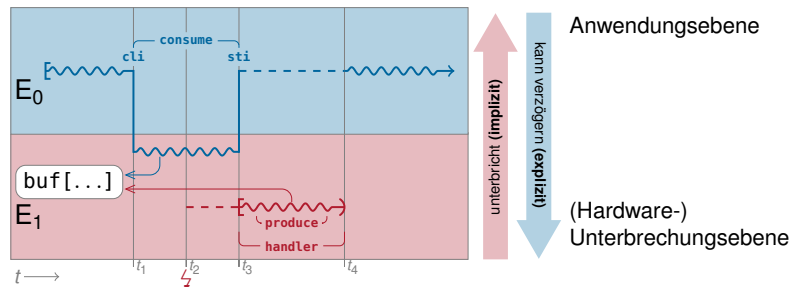 consume
cli
sti
E0
buf[...]
E1
produce
handler
t
t1
t2
t3
t4
unterbricht (implizit)
kann verzögern (explizit)
Anwendungsebene
(Hardware-)
Unterbrechungsebene